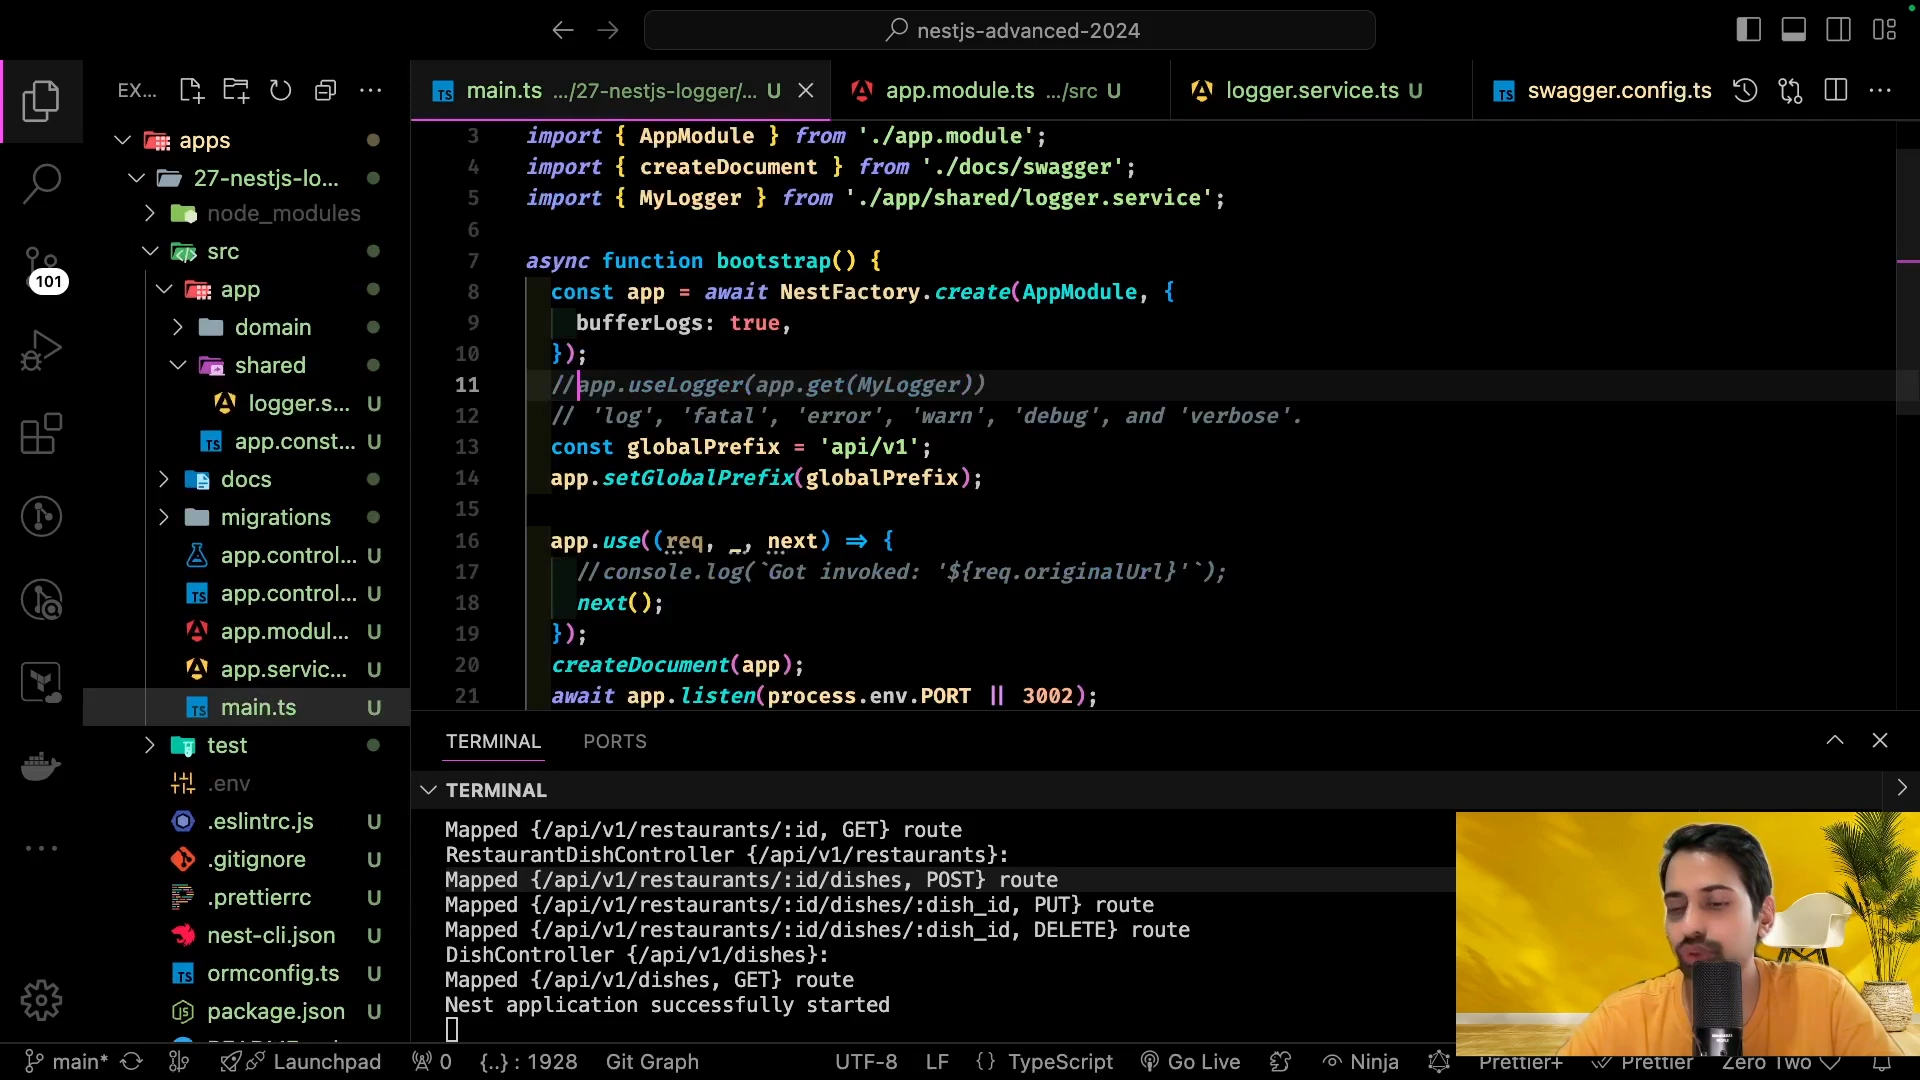 nestjs-advanced-2024
EX...
main.ts .../27-nestjs-logger/... U
app.module.ts .../src U
logger.service.ts U
swagger.config.ts
apps
27-nestjs-lo...
node_modules
src
app
domain
shared
logger.s... U
app.const... U
docs
migrations
app.control... U
app.control... U
app.modul... U
app.servic... U
main.ts U
test
.env
.eslintrc.js U
.gitignore U
.prettierrc U
nest-cli.json U
ormconfig.ts U
package.json U
101
3 import { AppModule } from './app.module';
4 import { createDocument } from './docs/swagger';
5 import { MyLogger } from './app/shared/logger.service';
6
7 async function bootstrap() {
8 const app = await NestFactory.create(AppModule, {
9 bufferLogs: true,
10 });
11 //app.useLogger(app.get(MyLogger))
12 // 'log', 'fatal', 'error', 'warn', 'debug', and 'verbose'.
13 const globalPrefix = 'api/v1';
14 app.setGlobalPrefix(globalPrefix);
15
16 app.use((req, _, next) => {
17 //console.log(`Got invoked: '${req.originalUrl}'`);
18 next();
19 });
20 createDocument(app);
21 await app.listen(process.env.PORT || 3002);
TERMINAL PORTS
TERMINAL
Mapped {/api/v1/restaurants/:id, GET} route
RestaurantDishController {/api/v1/restaurants}:
Mapped {/api/v1/restaurants/:id/dishes, POST} route
Mapped {/api/v1/restaurants/:id/dishes/:dish_id, PUT} route
Mapped {/api/v1/restaurants/:id/dishes/:dish_id, DELETE} route
DishController {/api/v1/dishes}:
Mapped {/api/v1/dishes, GET} route
Nest application successfully started
main* Launchpad 0 {..} : 1928 Git Graph UTF-8 LF {} TypeScript Go Live Ninja Prettier+ Prettier Zero Two